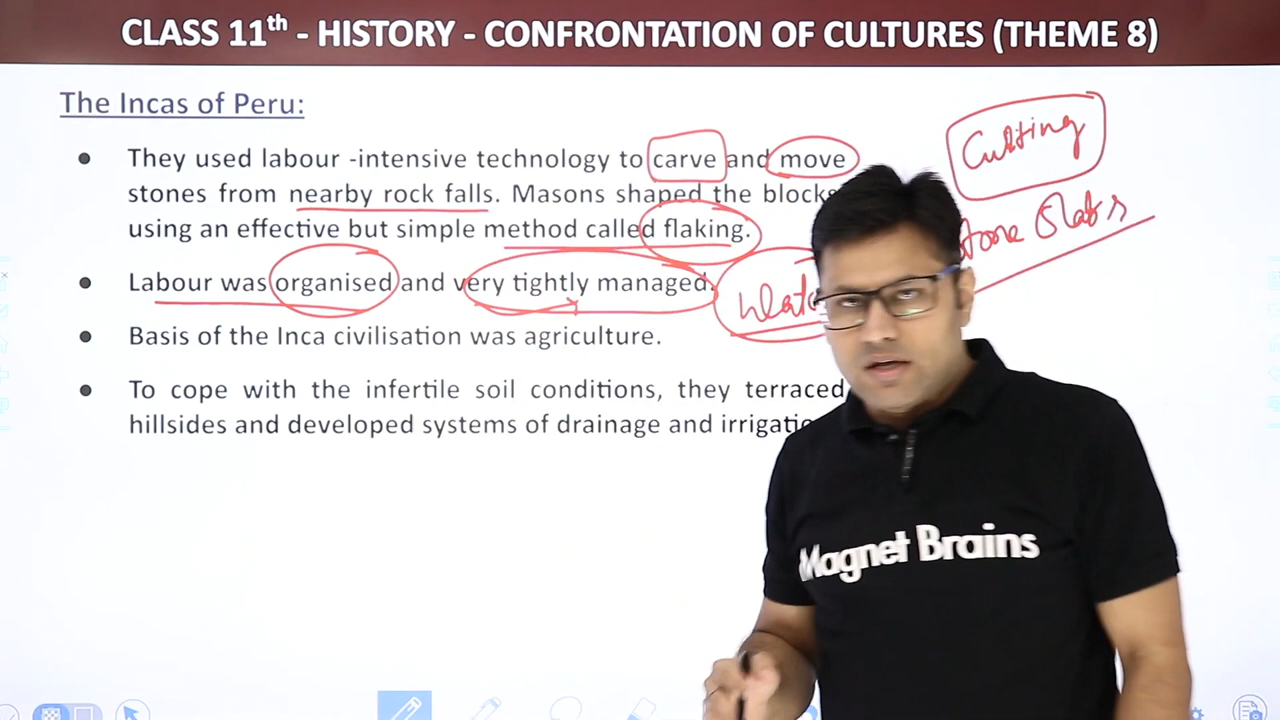 CLASS 11th - HISTORY - CONFRONTATION OF CULTURES (THEME 8)
The Incas of Peru:
• They used labour -intensive technology to carve and move
stones from nearby rock falls. Masons shaped the blocks
using an effective but simple method called flaking.
• Labour was organised and very tightly managed.
• Basis of the Inca civilisation was agriculture.
• To cope with the infertile soil conditions, they terraced
hillsides and developed systems of drainage and
Cutting
Magnet Brains